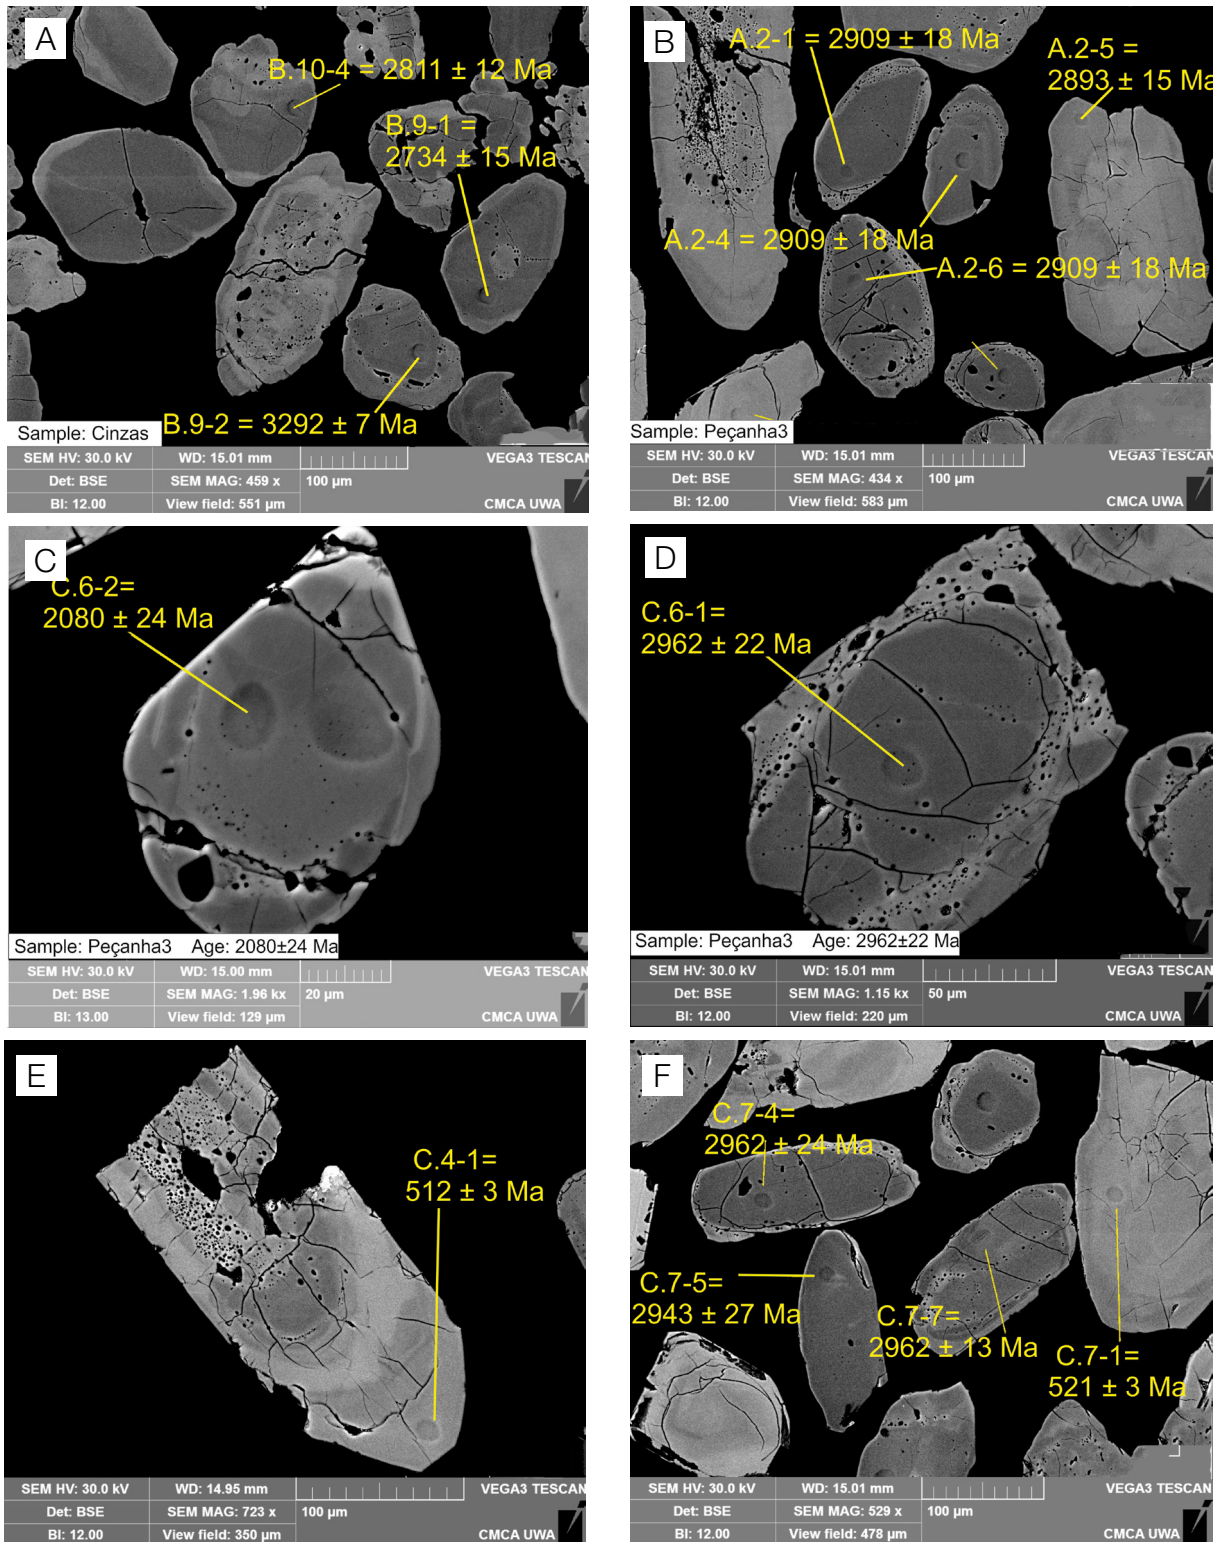 A
B.10-4 = 2811 ± 12 Ma
B.9-1 =
2734 ± 15 Ma
B.9-2 = 3292 ± 7 Ma
Sample: Cinzas
SEM HV: 30.0 kV WD: 15.01 mm VEGA3 TESCAN
Det: BSE SEM MAG: 459 x 100 µm
BI: 12.00 View field: 551 µm CMCA UWA
B
A.2-1 = 2909 ± 18 Ma
A.2-5 =
2893 ± 15 Ma
A.2-4 = 2909 ± 18 Ma
A.2-6 = 2909 ± 18 Ma
Sample: Peçanha3
SEM HV: 30.0 kV WD: 15.01 mm VEGA3 TESCAN
Det: BSE SEM MAG: 434 x 100 µm
BI: 12.00 View field: 583 µm CMCA UWA
C
C.6-2=
2080 ± 24 Ma
Sample: Peçanha3 Age: 2080±24 Ma
SEM HV: 30.0 kV WD: 15.00 mm VEGA3 TESCAN
Det: BSE SEM MAG: 1.96 kx 20 µm
BI: 13.00 View field: 129 µm CMCA UWA
D
C.6-1=
2962 ± 22 Ma
Sample: Peçanha3 Age: 2962±22 Ma
SEM HV: 30.0 kV WD: 15.01 mm VEGA3 TESCAN
Det: BSE SEM MAG: 1.15 kx 50 µm
BI: 12.00 View field: 220 µm CMCA UWA
E
C.4-1=
512 ± 3 Ma
SEM HV: 30.0 kV WD: 14.95 mm VEGA3 TESCAN
Det: BSE SEM MAG: 723 x 100 µm
BI: 12.00 View field: 350 µm CMCA UWA
F
C.7-4=
2962 ± 24 Ma
C.7-5=
2943 ± 27 Ma
C.7-7=
2962 ± 13 Ma
C.7-1=
521 ± 3 Ma
SEM HV: 30.0 kV WD: 15.01 mm VEGA3 TESCAN
Det: BSE SEM MAG: 529 x 100 µm
BI: 12.00 View field: 478 µm CMCA UWA